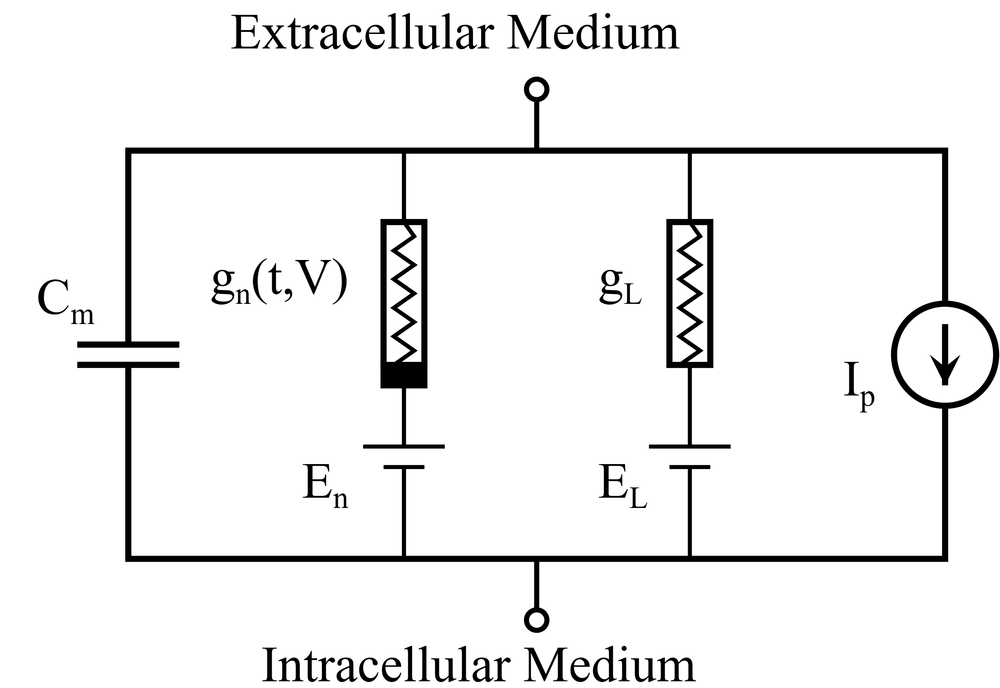 Extracellular Medium
Cm
gn(t,V)
gL
Ip
En
EL
Intracellular Medium